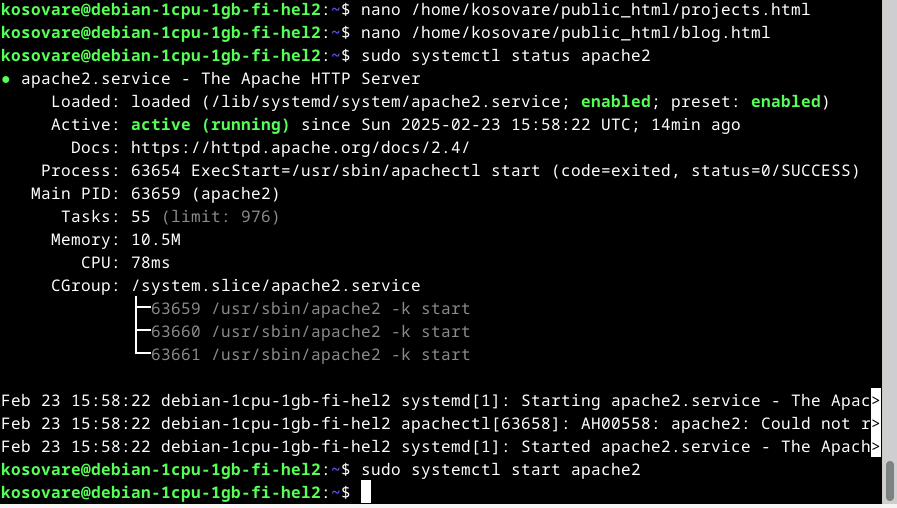 kosovare@debian-1cpu-1gb-fi-hel2:~$ nano /home/kosovare/public_html/projects.html
kosovare@debian-1cpu-1gb-fi-hel2:~$ nano /home/kosovare/public_html/blog.html
kosovare@debian-1cpu-1gb-fi-hel2:~$ sudo systemctl status apache2
● apache2.service - The Apache HTTP Server
     Loaded: loaded (/lib/systemd/system/apache2.service; enabled; preset: enabled)
     Active: active (running) since Sun 2025-02-23 15:58:22 UTC; 14min ago
       Docs: https://httpd.apache.org/docs/2.4/
    Process: 63654 ExecStart=/usr/sbin/apachectl start (code=exited, status=0/SUCCESS)
   Main PID: 63659 (apache2)
      Tasks: 55 (limit: 976)
     Memory: 10.5M
        CPU: 78ms
     CGroup: /system.slice/apache2.service
             ├─63659 /usr/sbin/apache2 -k start
             ├─63660 /usr/sbin/apache2 -k start
             └─63661 /usr/sbin/apache2 -k start

Feb 23 15:58:22 debian-1cpu-1gb-fi-hel2 systemd[1]: Starting apache2.service - The Apac>
Feb 23 15:58:22 debian-1cpu-1gb-fi-hel2 apachectl[63658]: AH00558: apache2: Could not r>
Feb 23 15:58:22 debian-1cpu-1gb-fi-hel2 systemd[1]: Started apache2.service - The Apach>
kosovare@debian-1cpu-1gb-fi-hel2:~$ sudo systemctl start apache2
kosovare@debian-1cpu-1gb-fi-hel2:~$